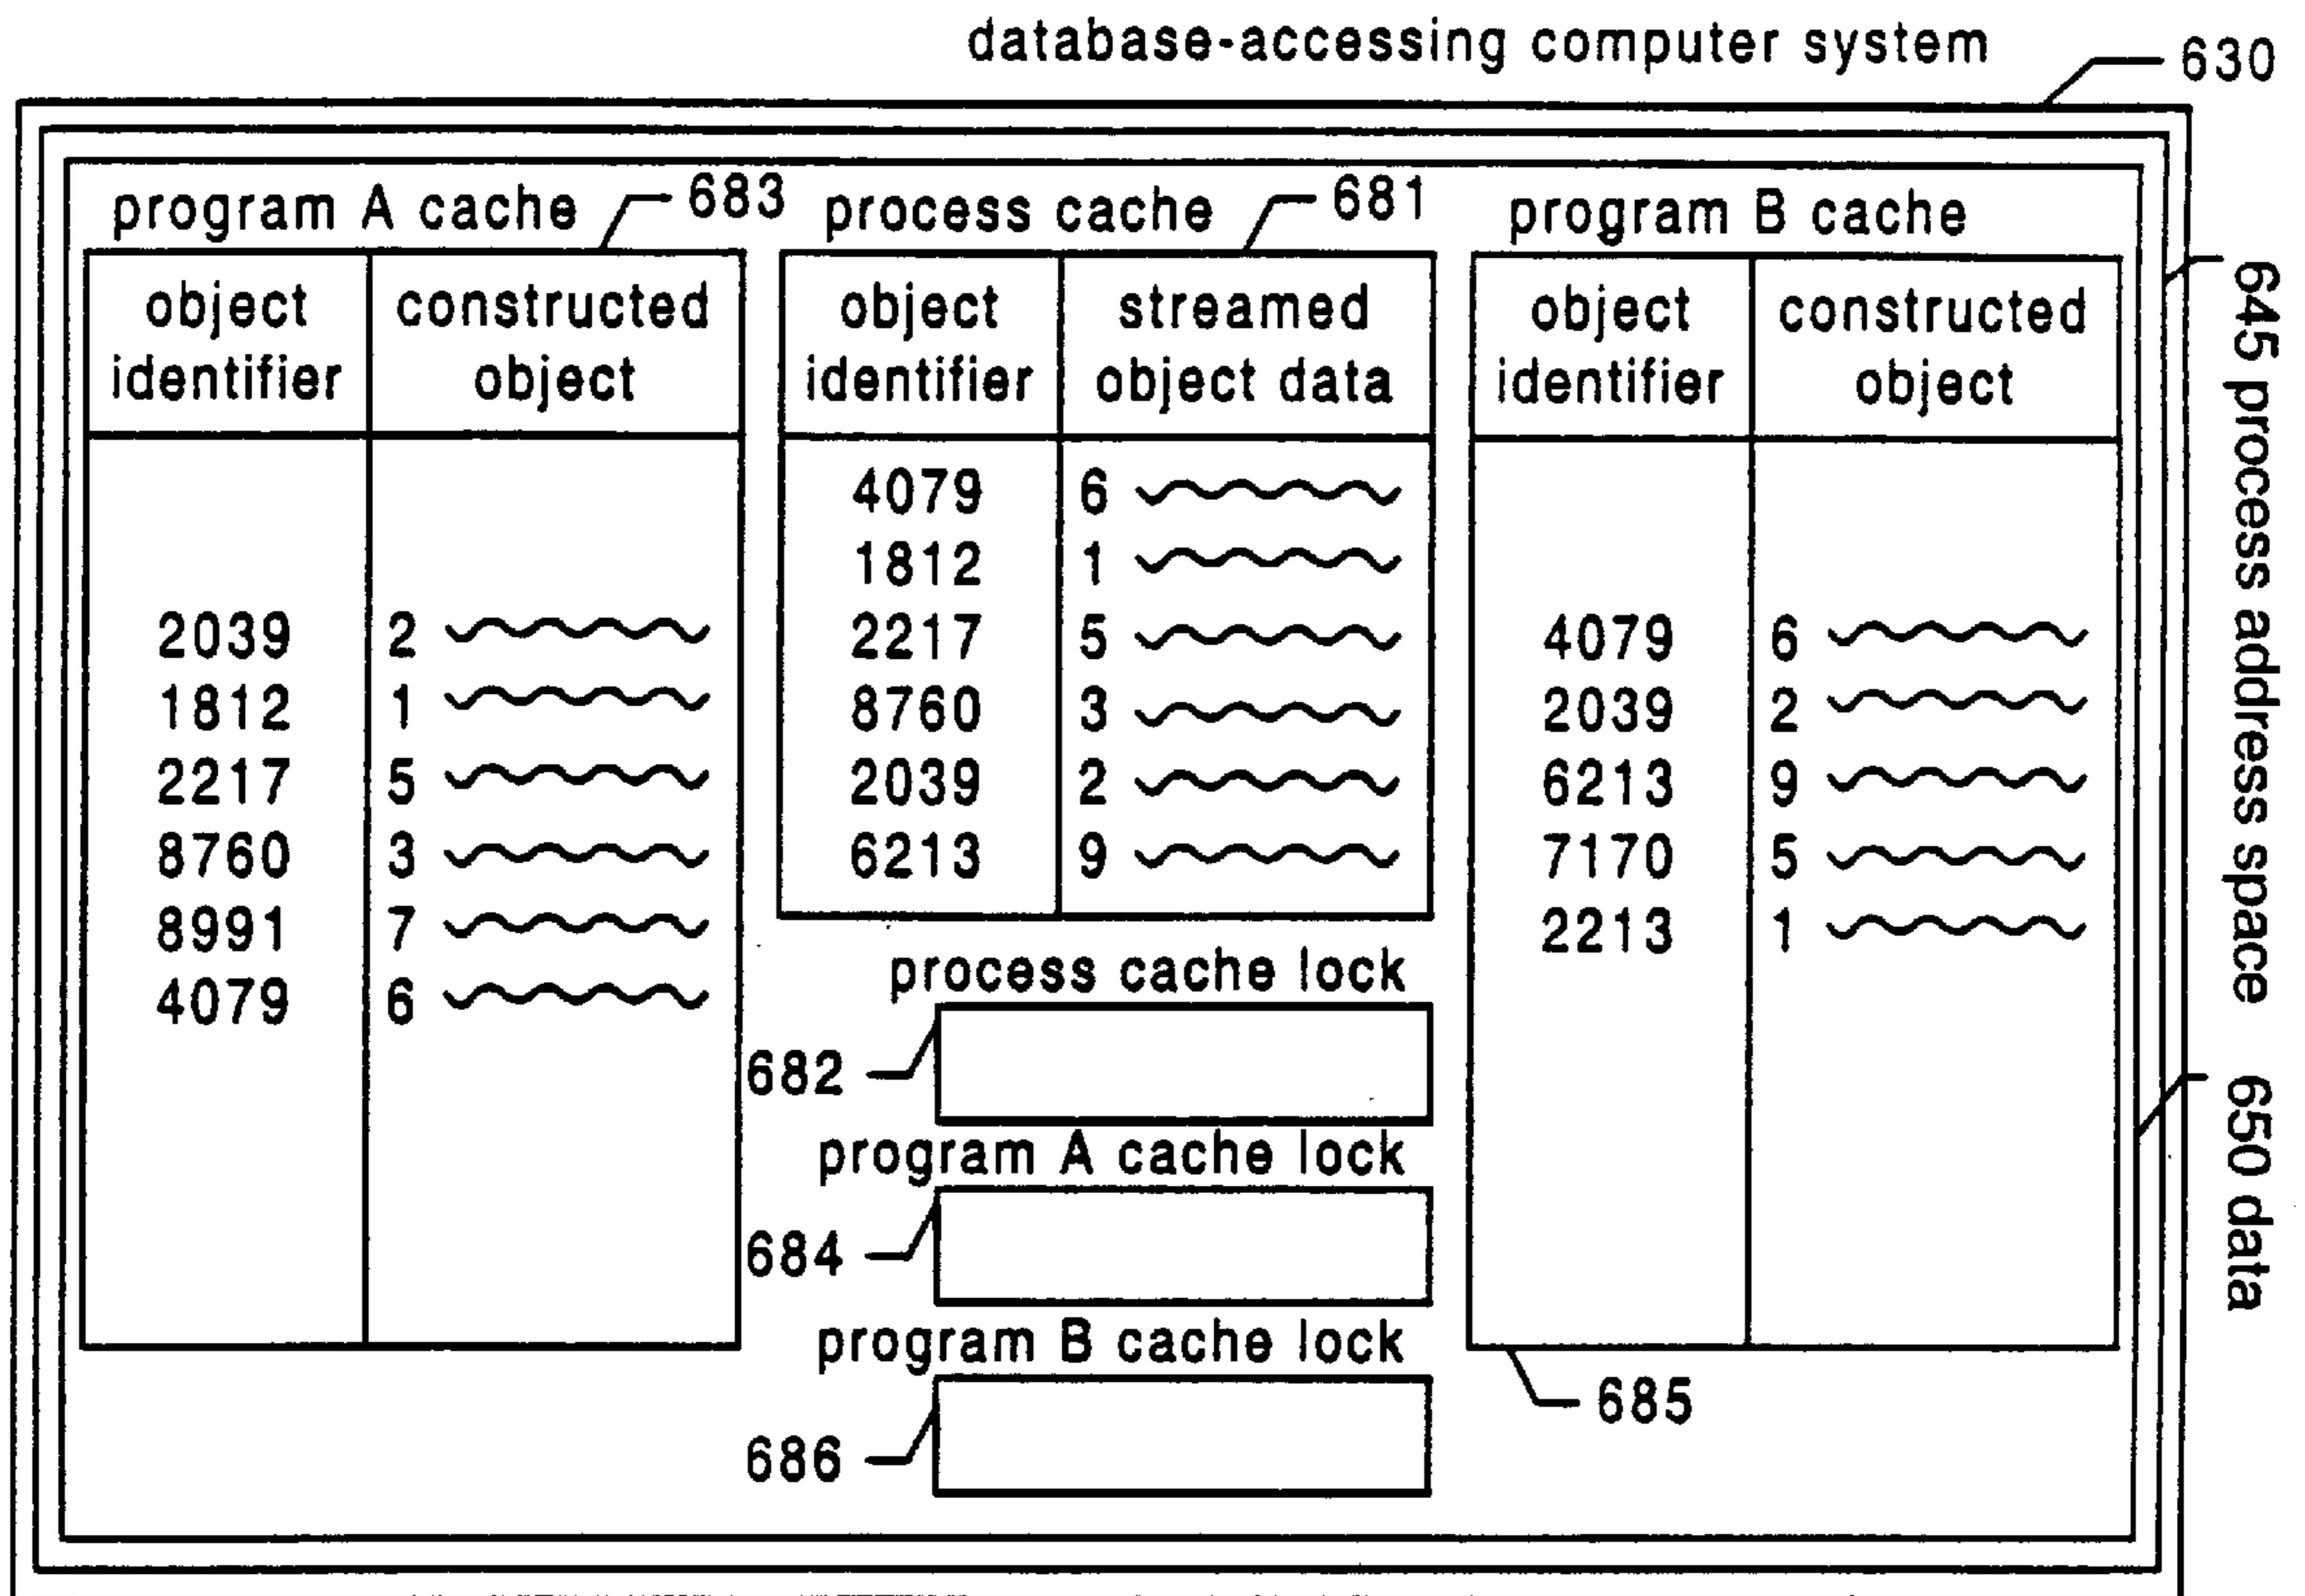 database-accessing computer system
630
program A cache
683
object identifier
constructed object
2039 2
1812 1
2217 5
8760 3
8991 7
4079 6
process cache
681
object identifier
streamed object data
4079 6
1812 1
2217 5
8760 3
2039 2
6213 9
program B cache
object identifier
constructed object
4079 6
2039 2
6213 9
7170 5
2213 1
685
process cache lock
682
program A cache lock
684
program B cache lock
686
645 process address space
650 data